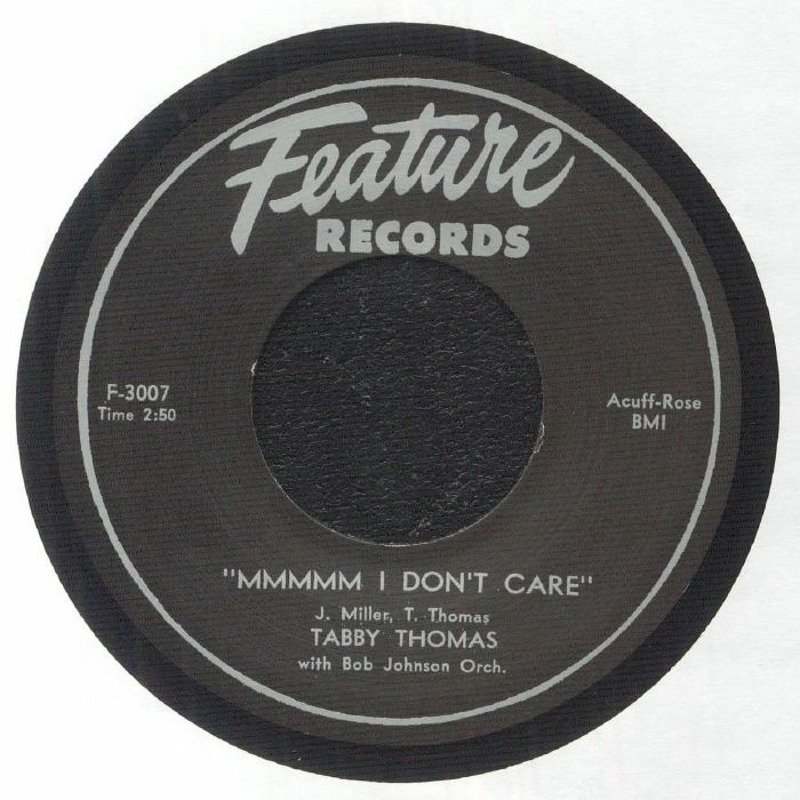 Feature
RECORDS
F-3007
Time 2:50
Acuff-Rose
BMI
"MMMMM I DON'T CARE"
J. Miller, T. Thomas
TABBY THOMAS
with Bob Johnson Orch.